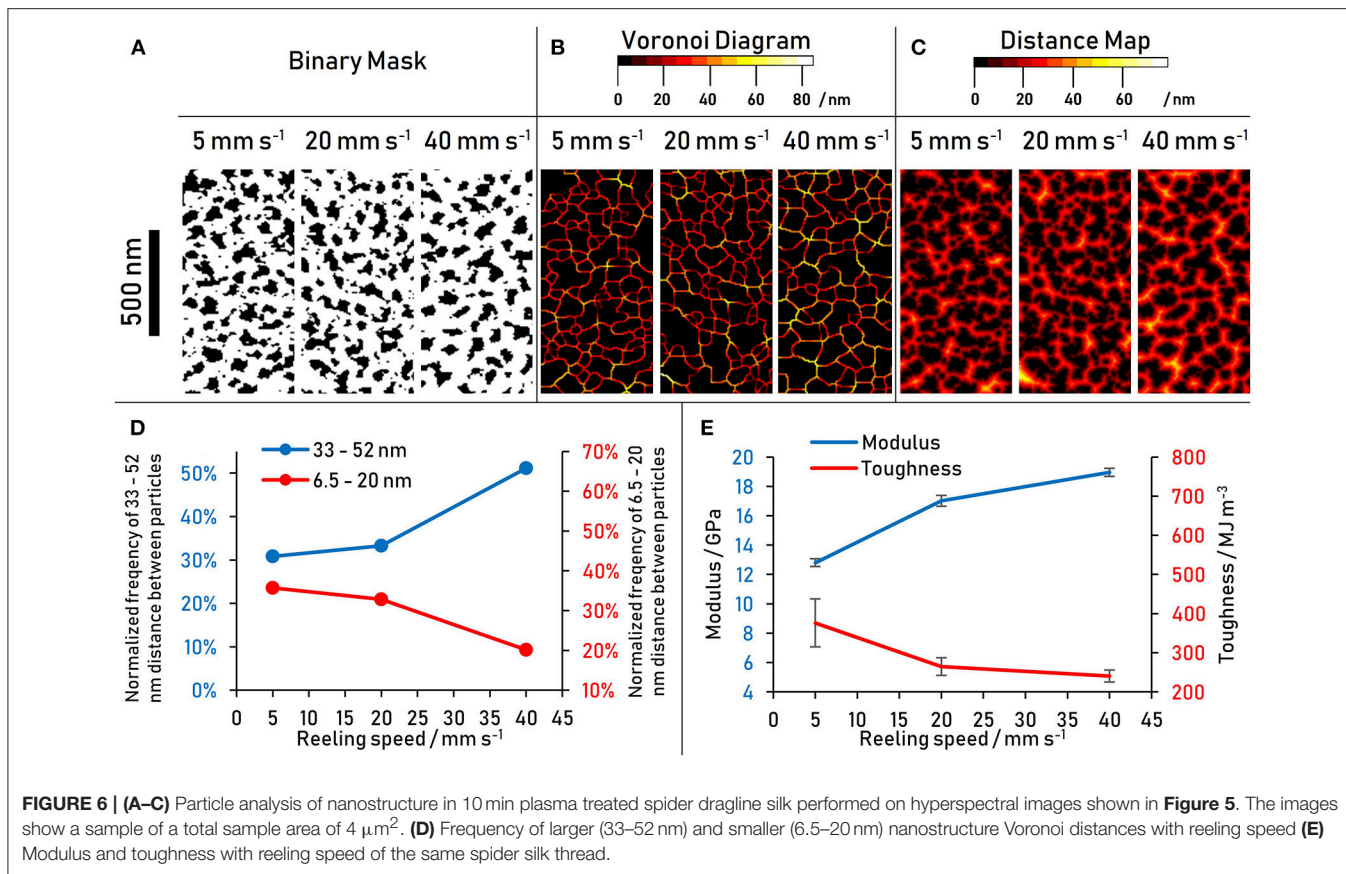 A
Binary Mask
5 mm s⁻¹ 20 mm s⁻¹ 40 mm s⁻¹
500 nm
B
Voronoi Diagram
0 20 40 60 80 / nm
5 mm s⁻¹ 20 mm s⁻¹ 40 mm s⁻¹
C
Distance Map
0 20 40 60 / nm
5 mm s⁻¹ 20 mm s⁻¹ 40 mm s⁻¹
D
33 - 52 nm
6.5 - 20 nm
Normalized freqency of 33 - 52
nm distance between particles
50%
40%
30%
20%
10%
0%
70%
60%
50%
40%
30%
20%
10%
Normalized freqency of 6.5 - 20
nm distance between particles
0 5 10 15 20 25 30 35 40 45
Reeling speed / mm s⁻¹
E
Modulus
Toughness
Modulus / GPa
20
18
16
14
12
10
8
6
4
800
700
600
500
400
300
200
Toughness / MJ m⁻³
0 5 10 15 20 25 30 35 40 45
Reeling speed / mm s⁻¹
FIGURE 6 | (A–C) Particle analysis of nanostructure in 10 min plasma treated spider dragline silk performed on hyperspectral images shown in Figure 5. The images
show a sample of a total sample area of 4 μm². (D) Frequency of larger (33–52 nm) and smaller (6.5–20 nm) nanostructure Voronoi distances with reeling speed (E)
Modulus and toughness with reeling speed of the same spider silk thread.